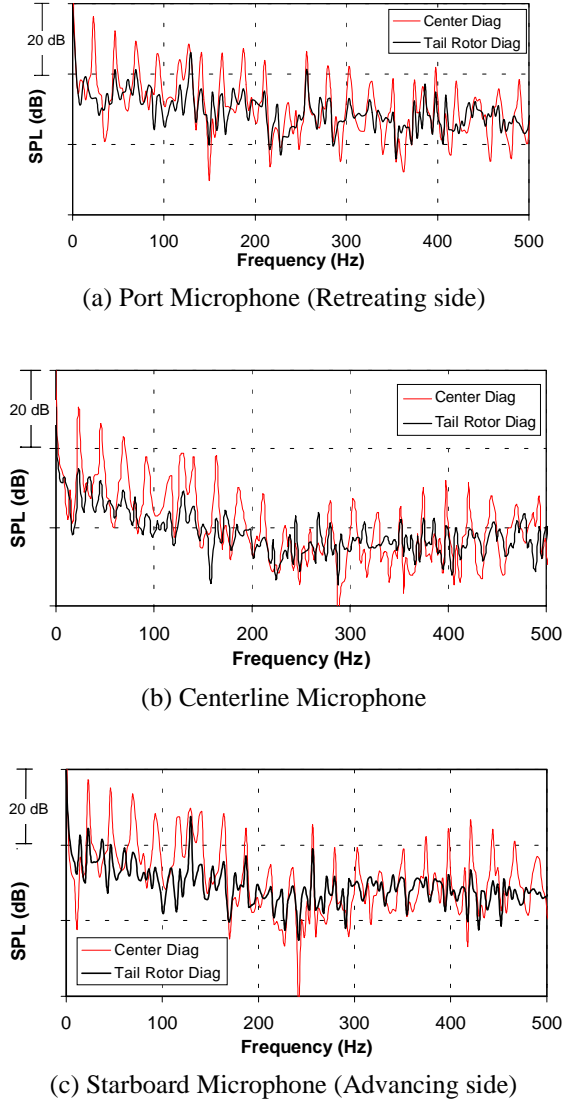 20 dB
SPL (dB)
Center Diag
Tail Rotor Diag
0 100 200 300 400 500
Frequency (Hz)
(a) Port Microphone (Retreating side)
20 dB
SPL (dB)
Center Diag
Tail Rotor Diag
0 100 200 300 400 500
Frequency (Hz)
(b) Centerline Microphone
20 dB
SPL (dB)
Center Diag
Tail Rotor Diag
0 100 200 300 400 500
Frequency (Hz)
(c) Starboard Microphone (Advancing side)